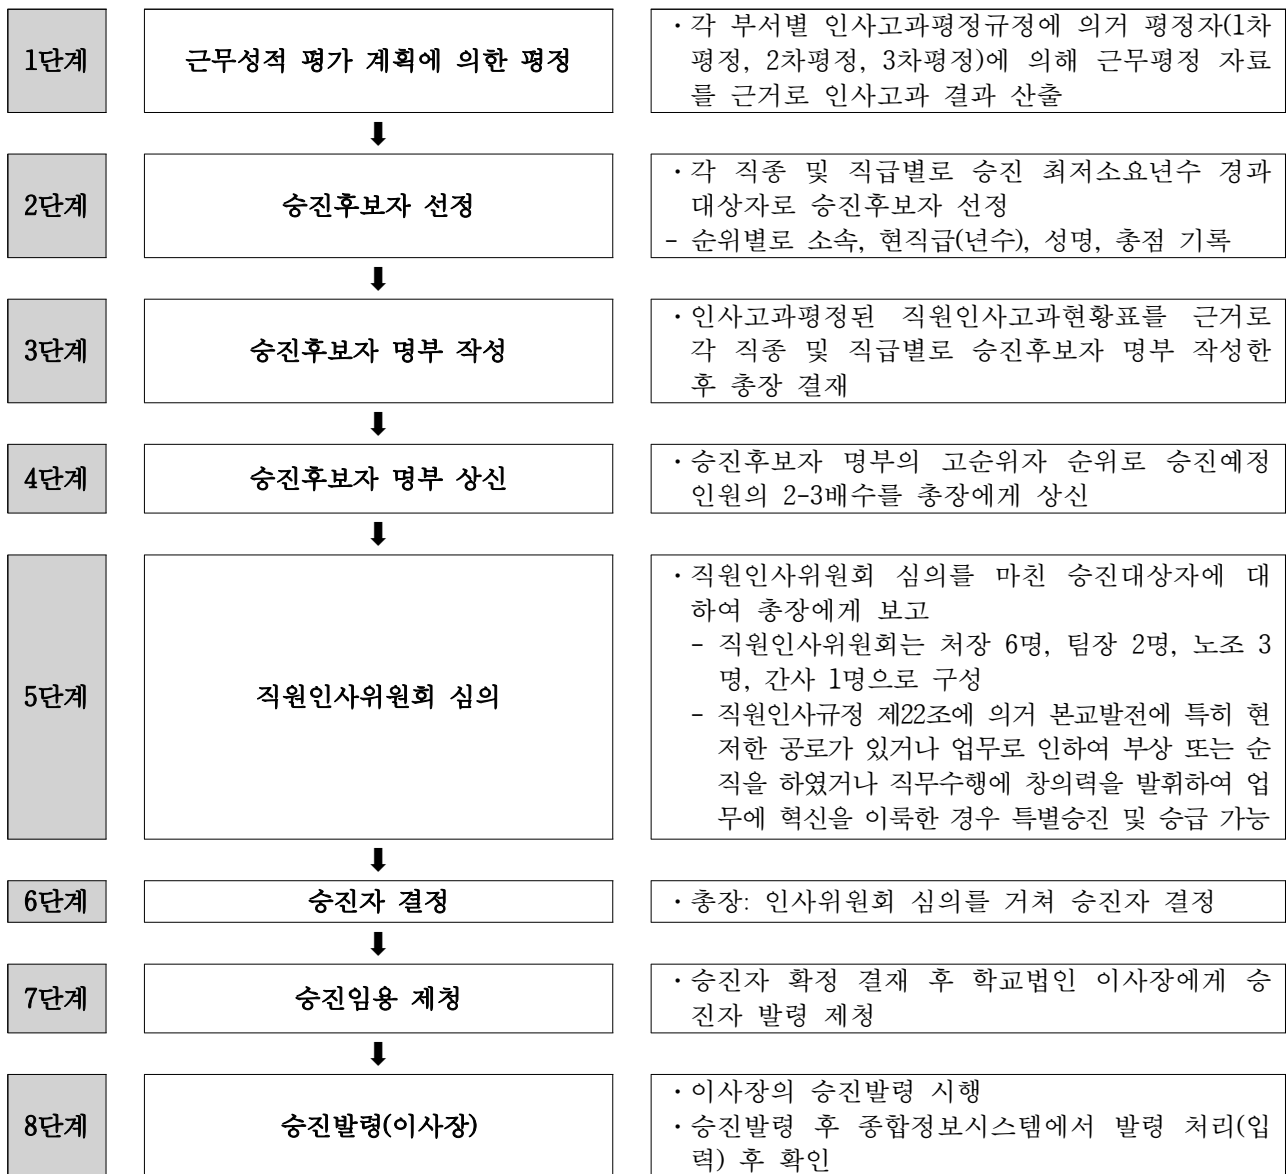 1단계
근무성적 평가 계획에 의한 평정
·각 부서별 인사고과평정규정에 의거 평정자(1차
평정, 2차평정, 3차평정)에 의해 근무평정 자료
를 근거로 인사고과 결과 산출
2단계
승진후보자 선정
·각 직종 및 직급별로 승진 최저소요년수 경과
대상자로 승진후보자 선정
- 순위별로 소속, 현직급(년수), 성명, 총점 기록
3단계
승진후보자 명부 작성
·인사고과평정된 직원인사고과현황표를 근거로
각 직종 및 직급별로 승진후보자 명부 작성한
후 총장 결재
4단계
승진후보자 명부 상신
·승진후보자 명부의 고순위자 순위로 승진예정
인원의 2-3배수를 총장에게 상신
5단계
직원인사위원회 심의
·직원인사위원회 심의를 마친 승진대상자에 대
하여 총장에게 보고
- 직원인사위원회는 처장 6명, 팀장 2명, 노조 3
명, 간사 1명으로 구성
- 직원인사규정 제22조에 의거 본교발전에 특히 현
저한 공로가 있거나 업무로 인하여 부상 또는 순
직을 하였거나 직무수행에 창의력을 발휘하여 업
무에 혁신을 이룩한 경우 특별승진 및 승급 가능
6단계
승진자 결정
·총장: 인사위원회 심의를 거쳐 승진자 결정
7단계
승진임용 제청
·승진자 확정 결재 후 학교법인 이사장에게 승
진자 발령 제청
8단계
승진발령(이사장)
·이사장의 승진발령 시행
·승진발령 후 종합정보시스템에서 발령 처리(입
력) 후 확인